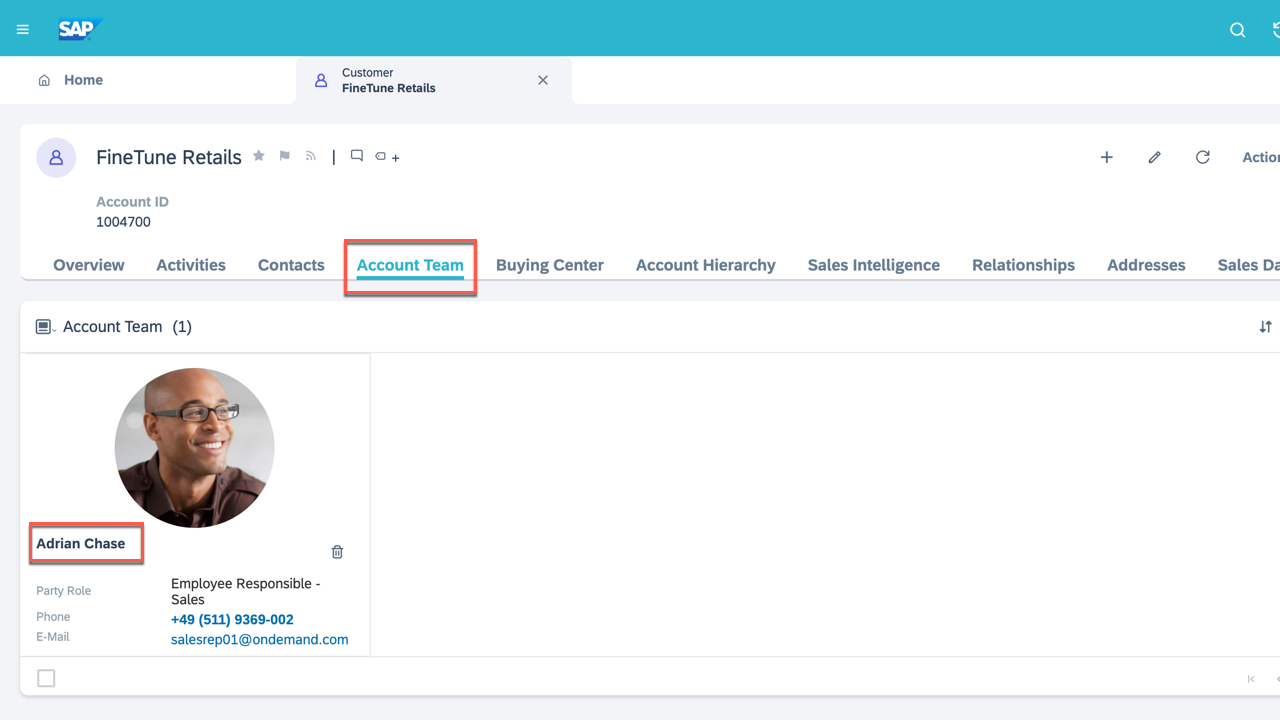 SAP
Home
Customer
FineTune Retails
FineTune Retails
Account ID
1004700
Overview Activities Contacts Account Team Buying Center Account Hierarchy Sales Intelligence Relationships Addresses Sales
Account Team (1)
Adrian Chase
Party Role Employee Responsible -
Sales
Phone +49 (511) 9369-002
E-Mail salesrep01@ondemand.com